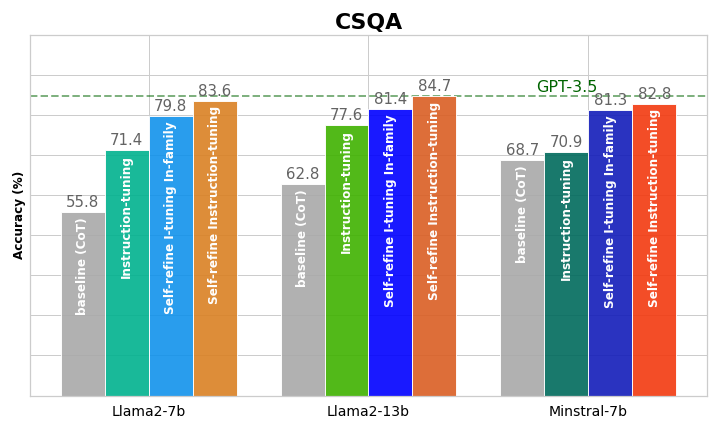 CSQA
Accuracy (%)
GPT-3.5
55.8
71.4
79.8
83.6
baseline (CoT)
Instruction-tuning
Self-refine I-tuning In-family
Self-refine Instruction-tuning
62.8
77.6
81.4
84.7
baseline (CoT)
Instruction-tuning
Self-refine I-tuning In-family
Self-refine Instruction-tuning
68.7
70.9
81.3
82.8
baseline (CoT)
Instruction-tuning
Self-refine I-tuning In-family
Self-refine Instruction-tuning
Llama2-7b
Llama2-13b
Minstral-7b